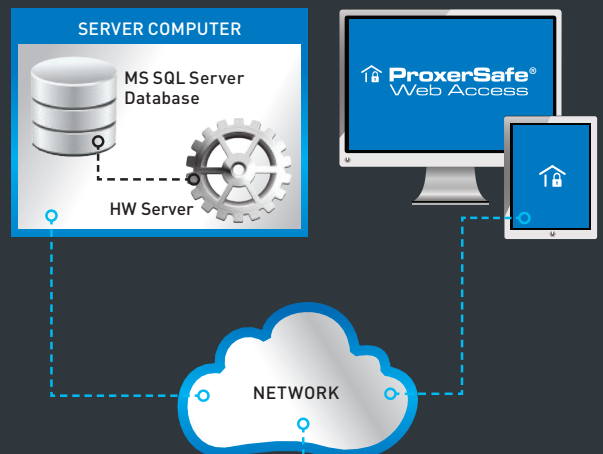 SERVER COMPUTER
MS SQL Server
Database
HW Server
ProxerSafe®
Web Access
NETWORK